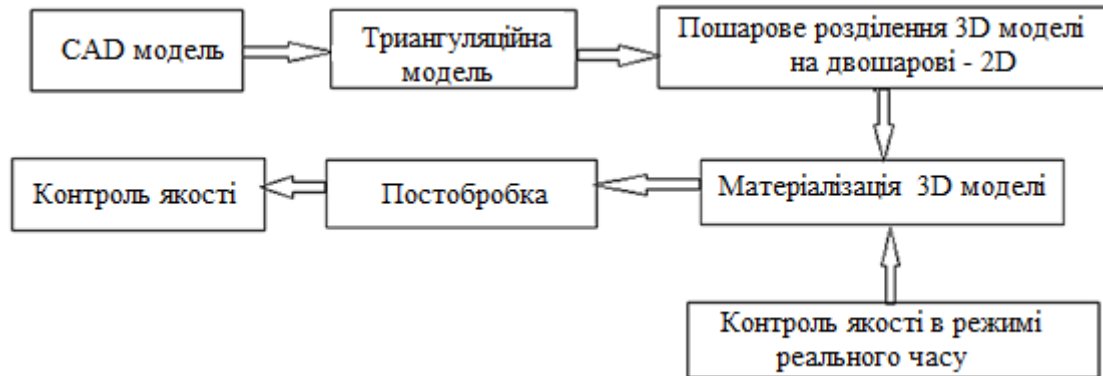 CAD модель
Триангуляційна
модель
Пошарове розділення 3D моделі
на двошарові - 2D
Контроль якості
Постобробка
Матеріалізація 3D моделі
Контроль якості в режимі
реального часу